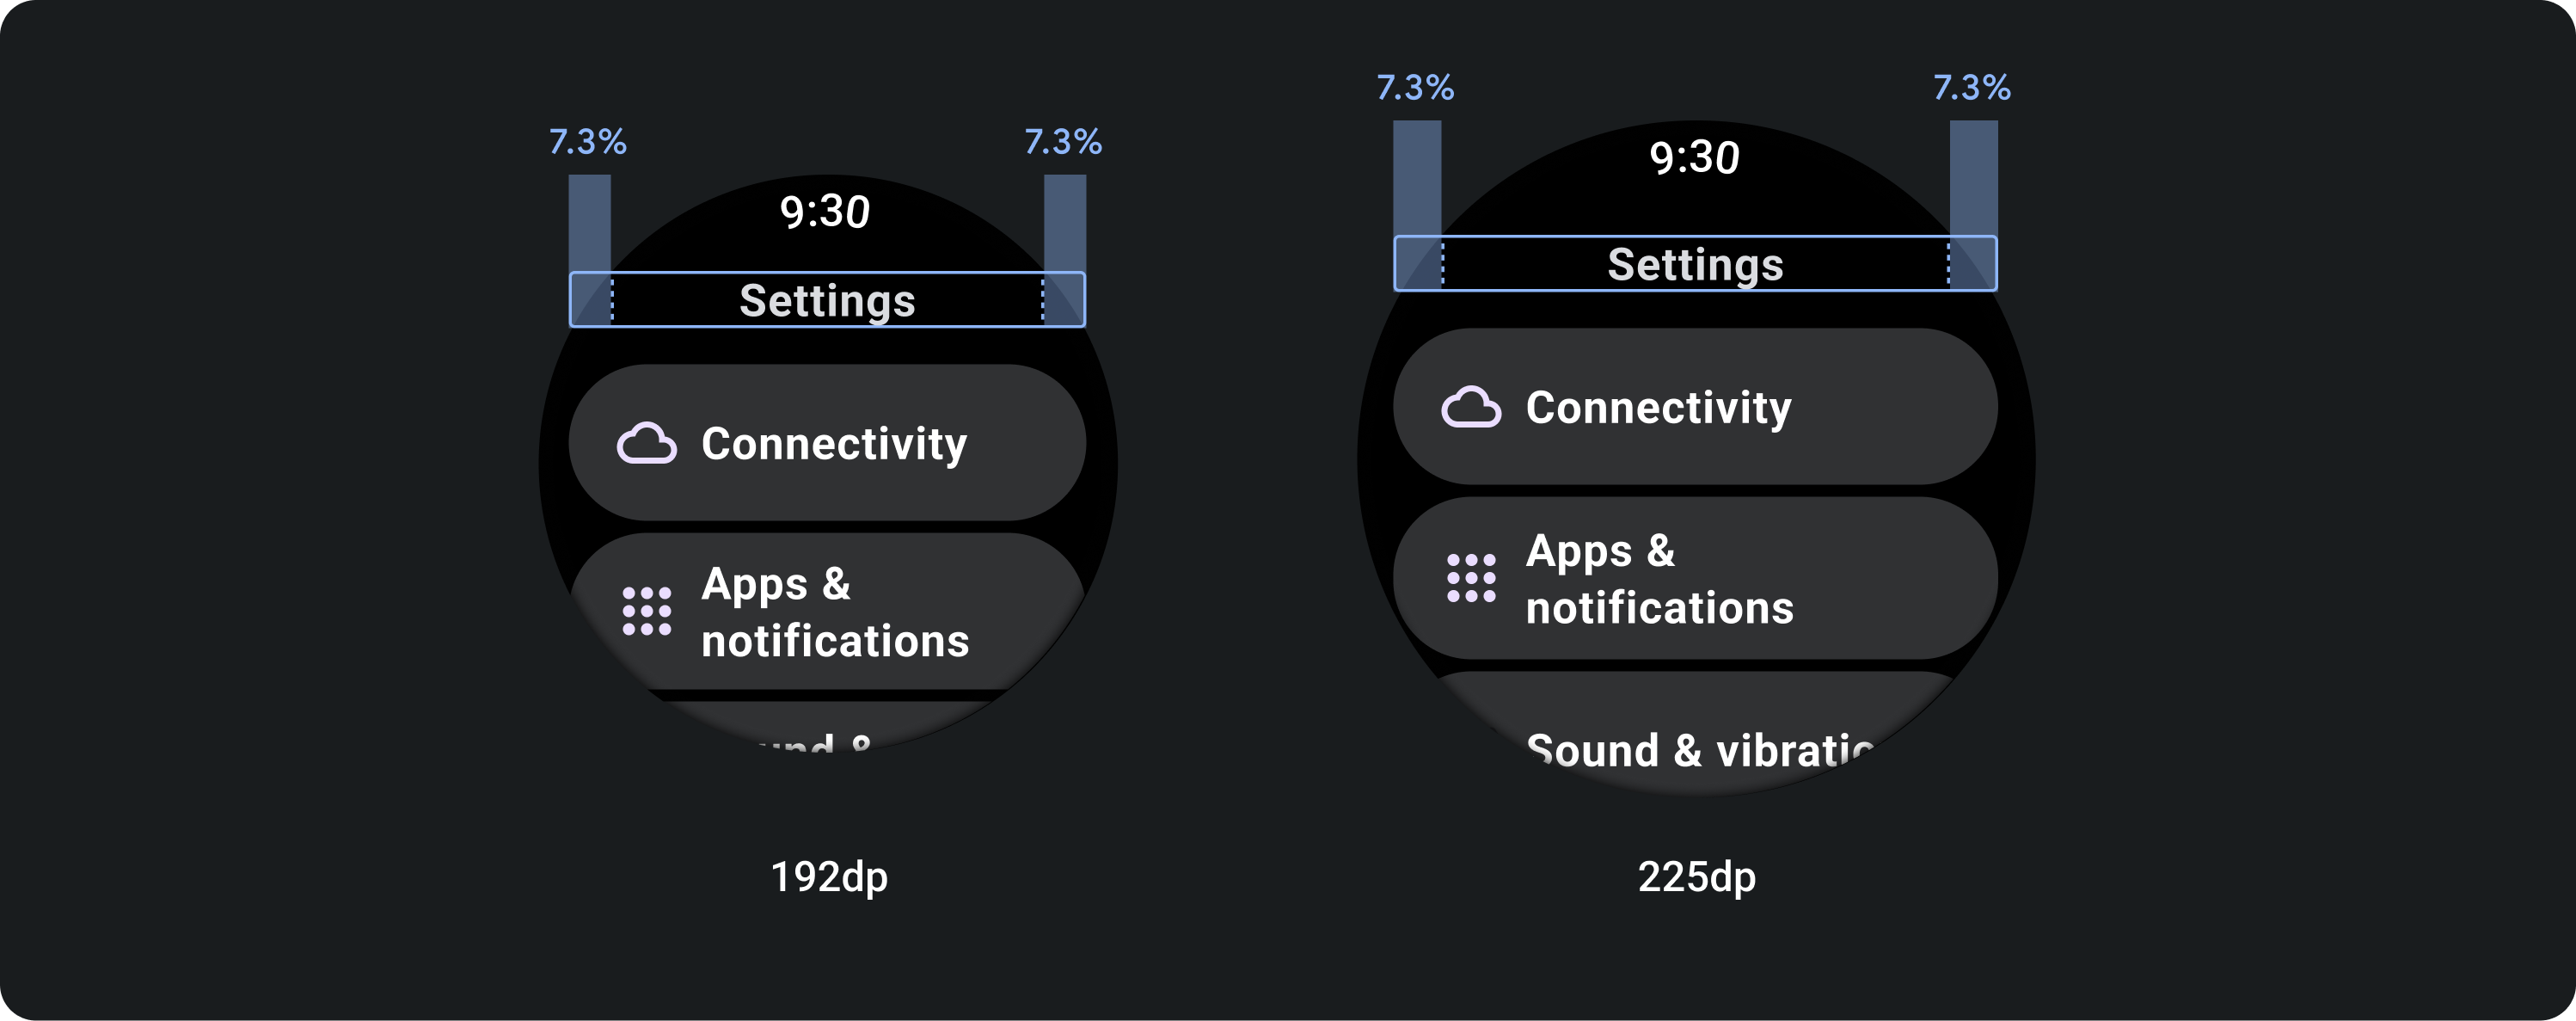 7.3% 7.3%
9:30
Settings
Connectivity
Apps &
notifications
&
192dp
7.3% 7.3%
9:30
Settings
Connectivity
Apps &
notifications
Sound &
225dp